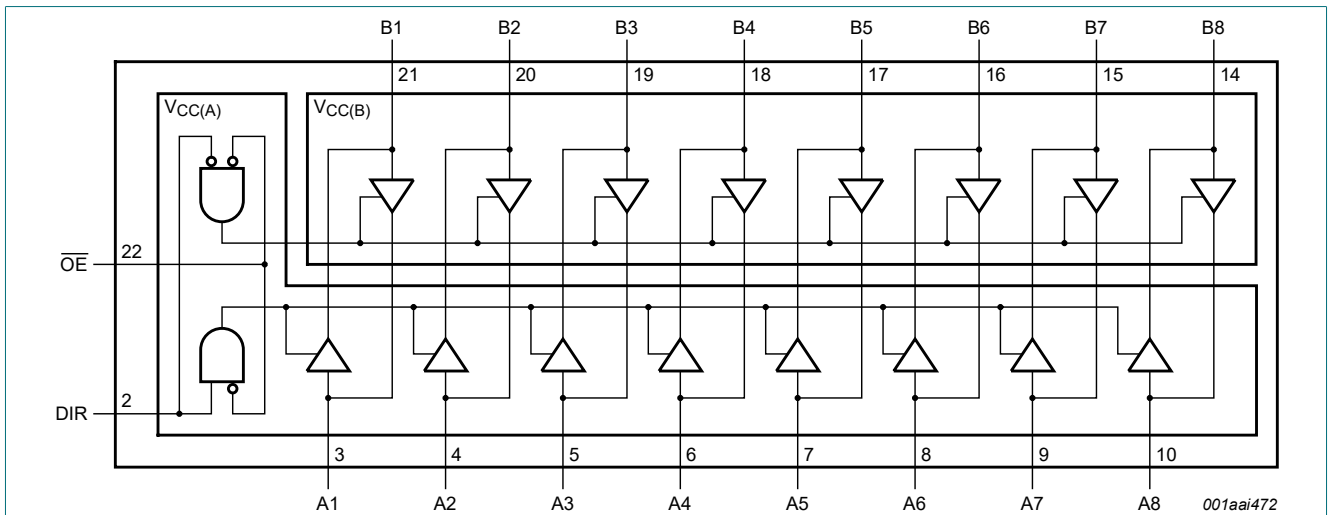 B1 B2 B3 B4 B5 B6 B7 B8
21 20 19 18 17 16 15 14
VCC(A) VCC(B)
22
OE
2
DIR
3 4 5 6 7 8 9 10
A1 A2 A3 A4 A5 A6 A7 A8 001aai472